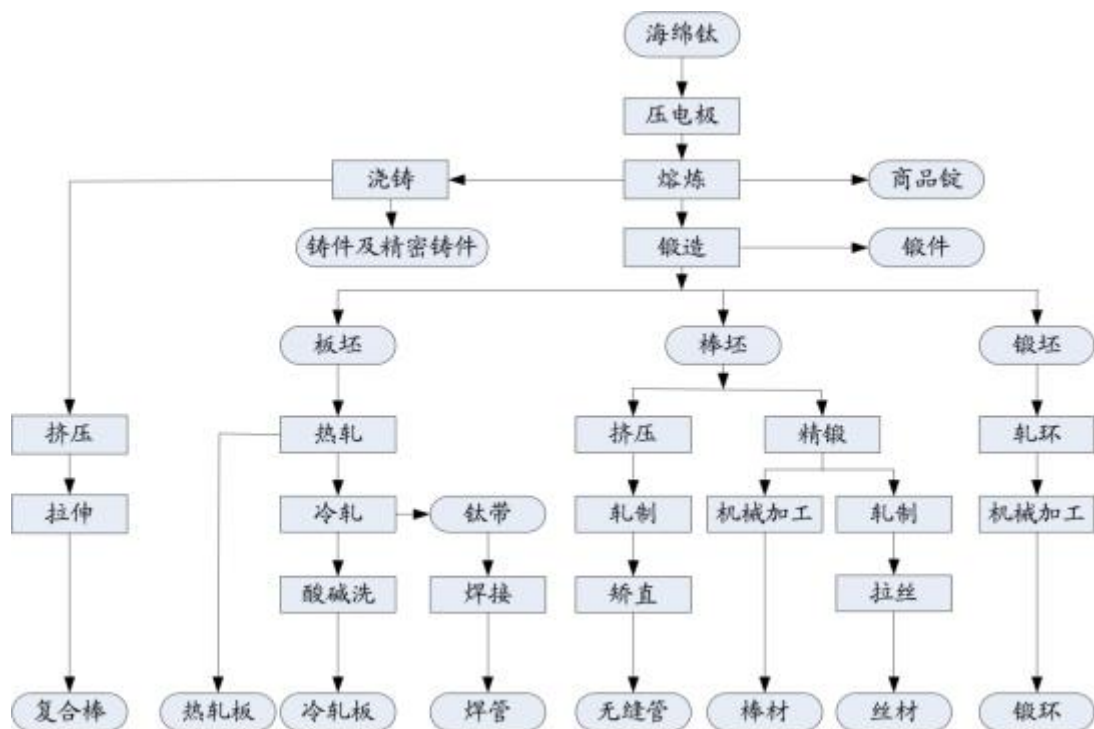 海绵钛
压电极
浇铸
熔炼
商品锭
铸件及精密铸件
锻造
锻件
板坯
棒坯
锻坯
挤压
热轧
挤压
精锻
轧环
拉伸
冷轧
钛带
轧制
机械加工
轧制
机械加工
酸碱洗
焊接
矫直
拉丝
复合棒
热轧板
冷轧板
焊管
无缝管
棒材
丝材
锻环